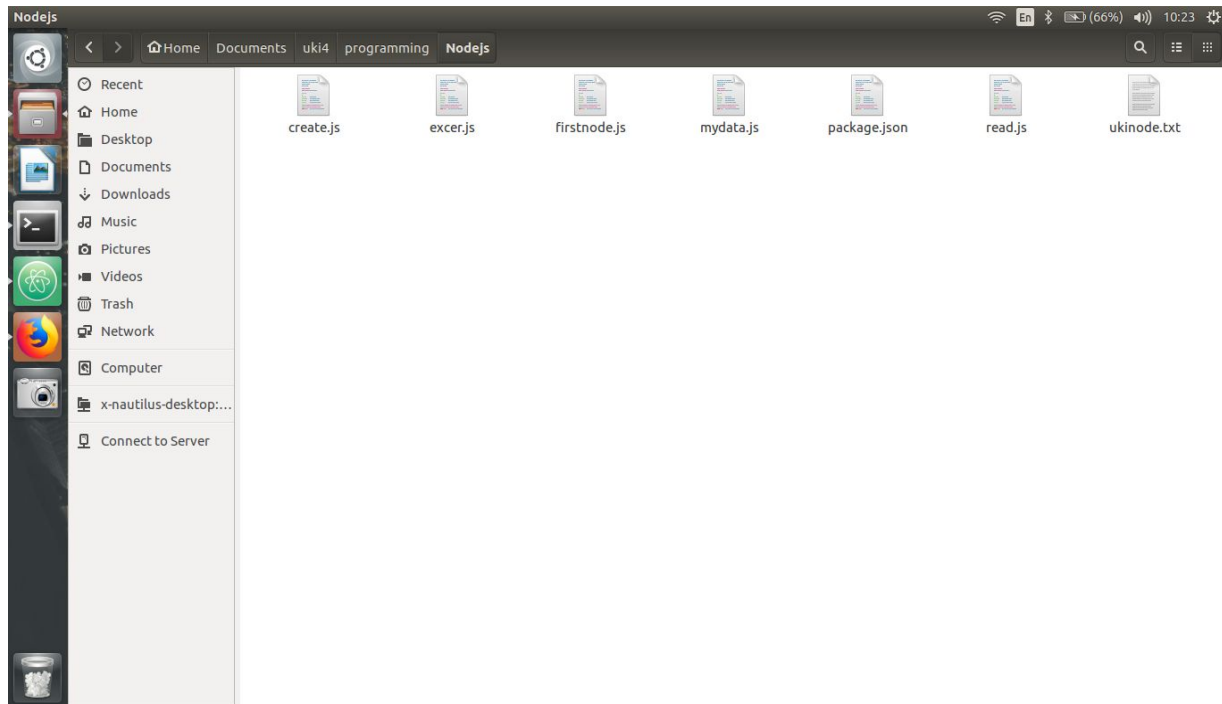 Nodejs
En (66%) 10:23
Home Documents uki4 programming Nodejs
Recent
Home
Desktop
Documents
Downloads
Music
Pictures
Videos
Trash
Network
Computer
x-nautilus-desktop:...
Connect to Server
create.js excer.js firstnode.js mydata.js package.json read.js ukinode.txt